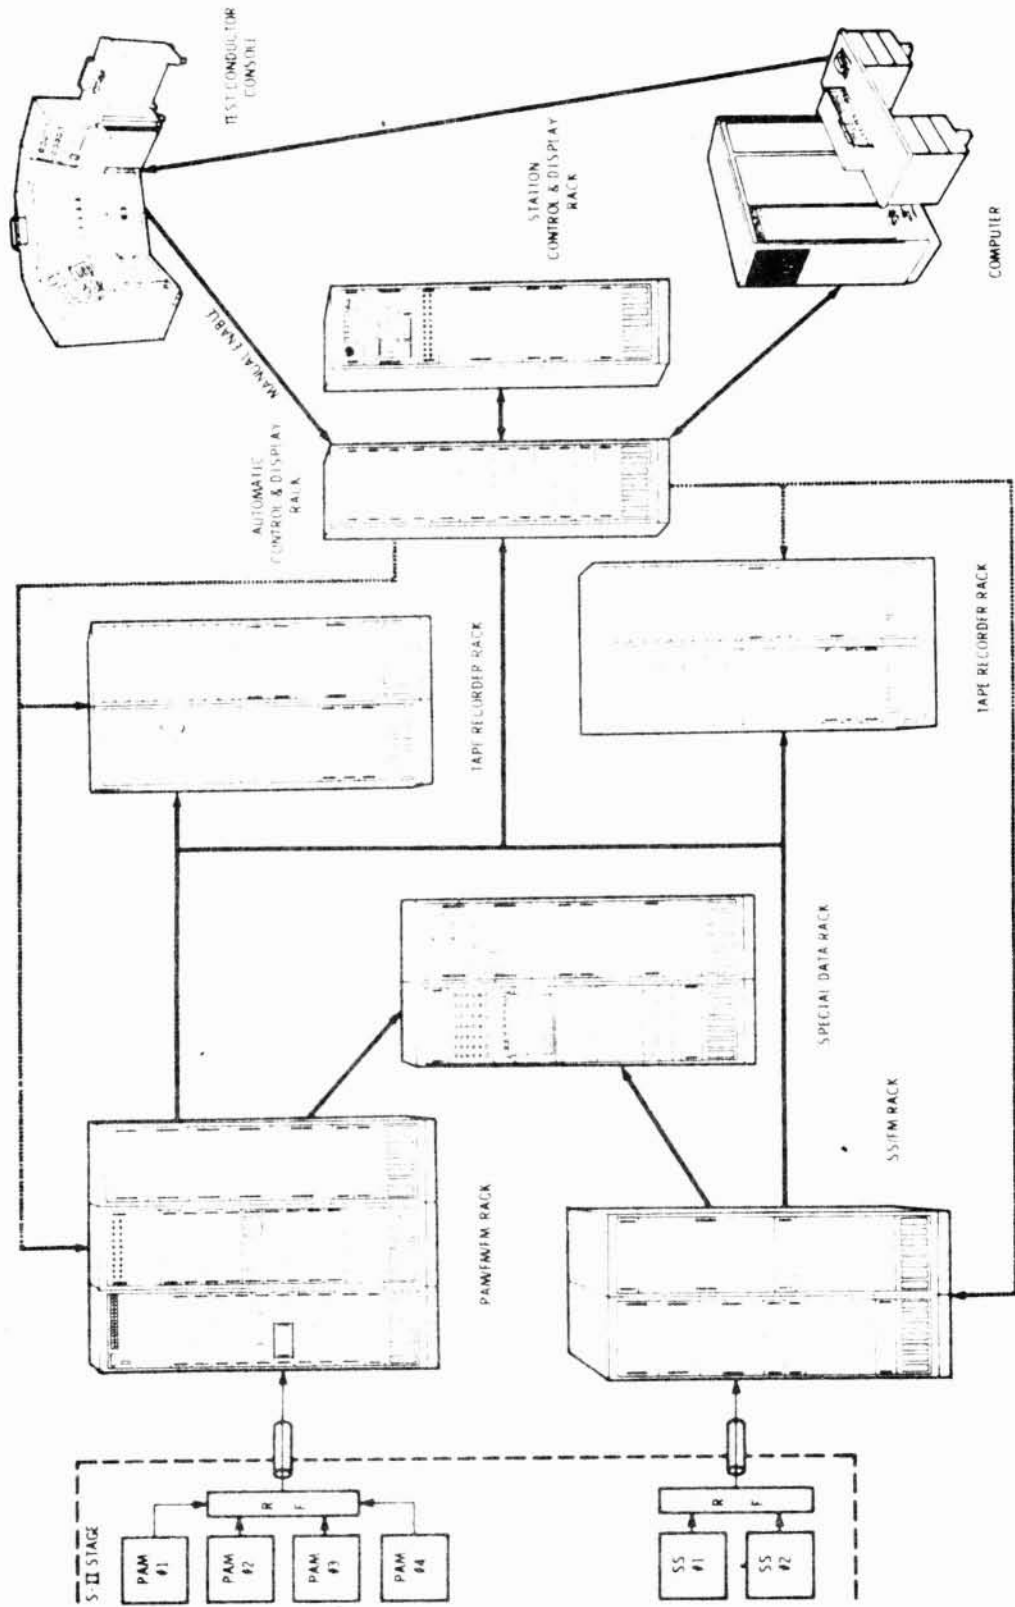 S-II STAGE
PAM
#1
PAM
#2
PAM
#3
PAM
#4
R F
SS
#1
SS
#2
R F
PAM/FM/FM RACK
SS/FM RACK
SPECIAL DATA RACK
TAPE RECORDER RACK
TAPE RECORDER RACK
AUTOMATIC
CONTROL & DISPLAY
RACK
MANUAL ENABLE
STATION
CONTROL & DISPLAY
RACK
TEST CONDUCTOR
CONSOLE
COMPUTER